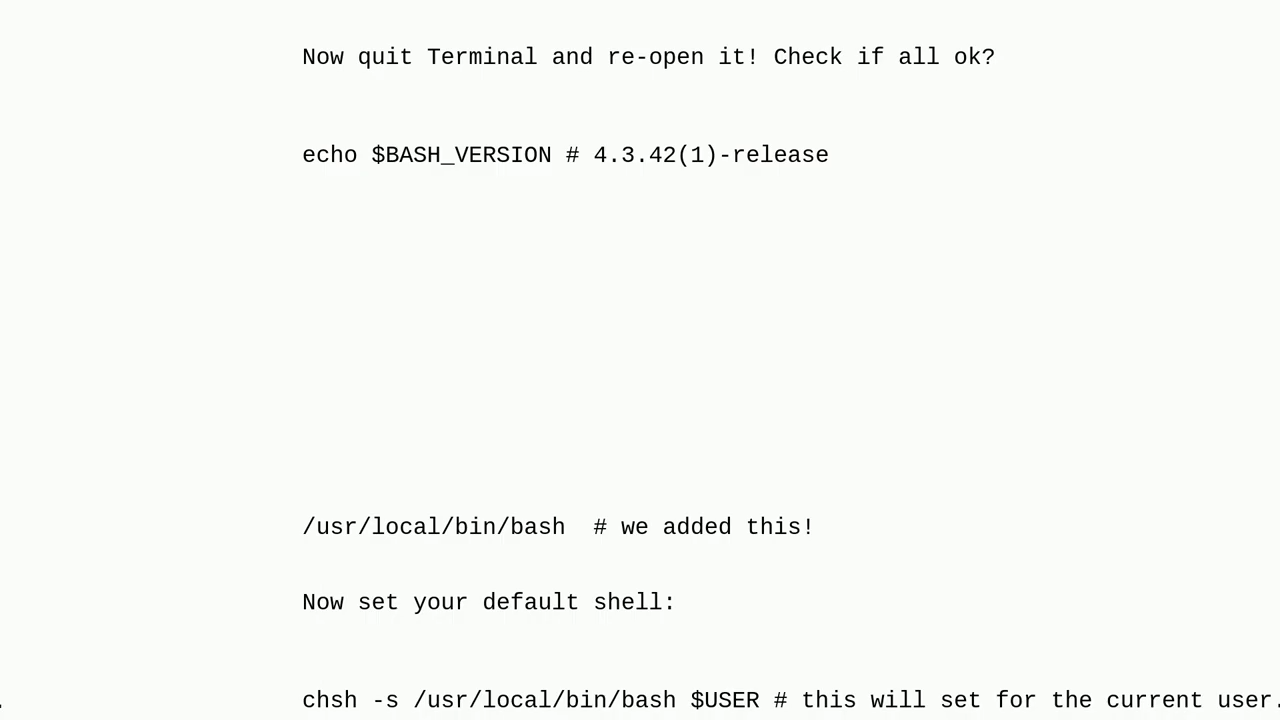 Now quit Terminal and re-open it! Check if all ok?
echo $BASH_VERSION # 4.3.42(1)-release
/usr/local/bin/bash  # we added this!
Now set your default shell:
chsh -s /usr/local/bin/bash $USER # this will set for the current user.